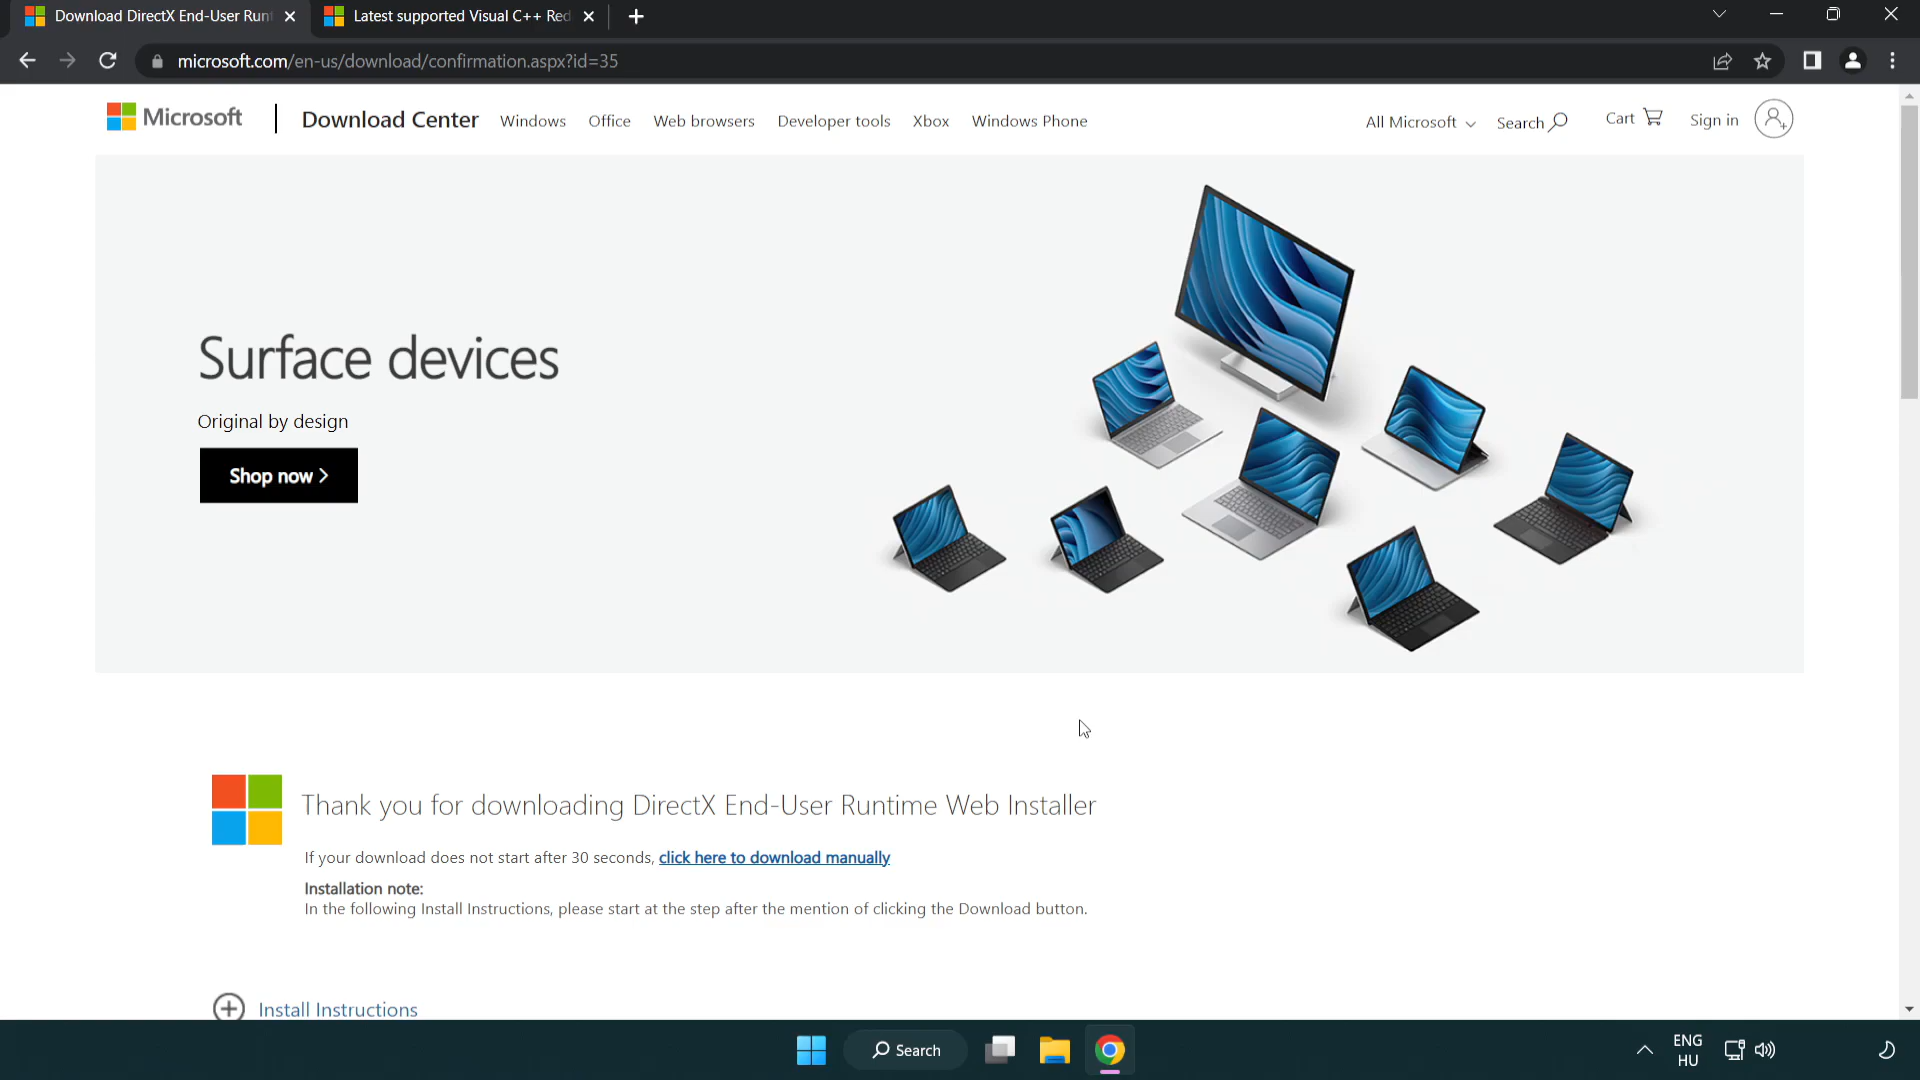 Download DirectX End-User Runt
Latest supported Visual C++ Red
microsoft.com/en-us/download/confirmation.aspx?id=35
Microsoft
Download Center
Windows
Office
Web browsers
Developer tools
Xbox
Windows Phone
All Microsoft
Search
Cart
Sign in
Surface devices
Original by design
Shop now >
Thank you for downloading DirectX End-User Runtime Web Installer
If your download does not start after 30 seconds, click here to download manually
Installation note:
In the following Install Instructions, please start at the step after the mention of clicking the Download button.
Install Instructions
Search
ENG
HU